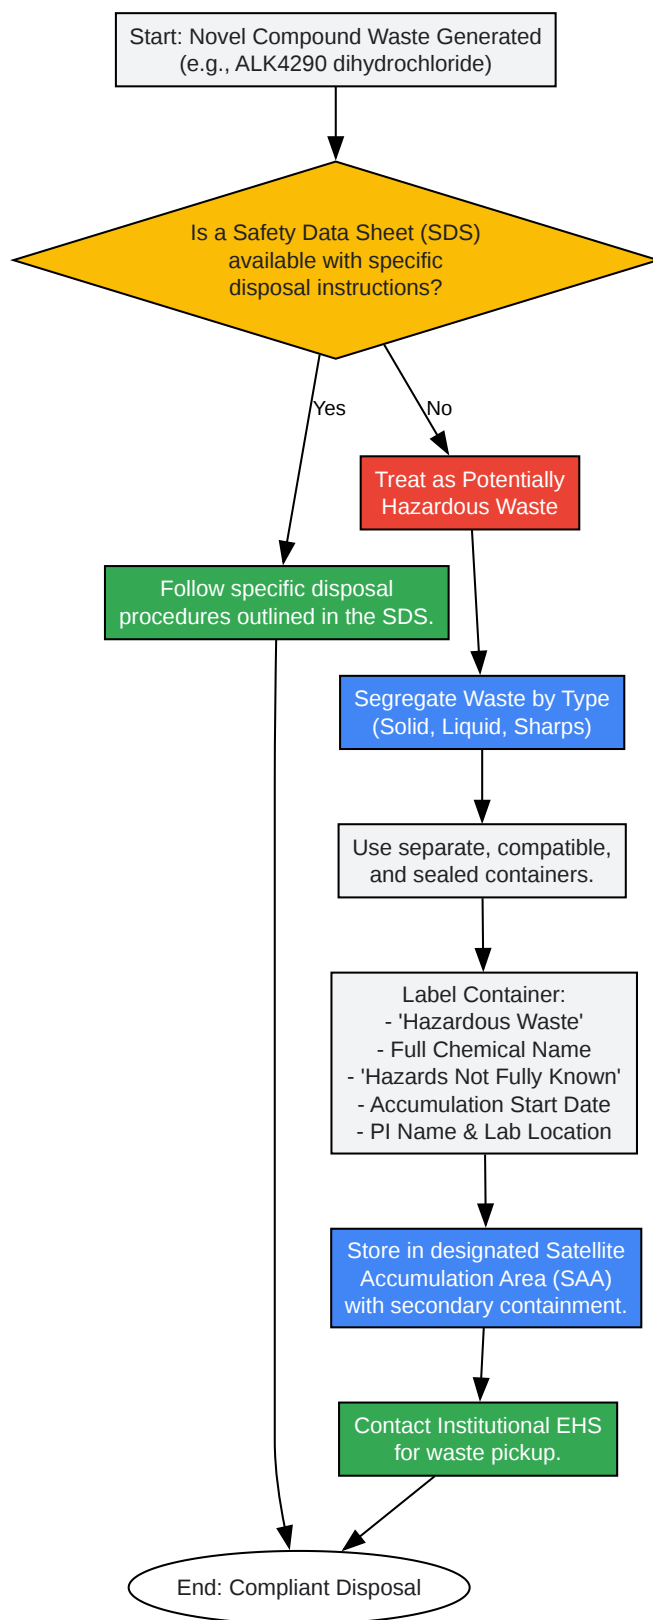 Start: Novel Compound Waste Generated
(e.g., ALK4290 dihydrochloride)
Is a Safety Data Sheet (SDS)
available with specific
disposal instructions?
Yes
No
Treat as Potentially
Hazardous Waste
Follow specific disposal
procedures outlined in the SDS.
Segregate Waste by Type
(Solid, Liquid, Sharps)
Use separate, compatible,
and sealed containers.
Label Container:
- 'Hazardous Waste'
- Full Chemical Name
- 'Hazards Not Fully Known'
- Accumulation Start Date
- PI Name & Lab Location
Store in designated Satellite
Accumulation Area (SAA)
with secondary containment.
Contact Institutional EHS
for waste pickup.
End: Compliant Disposal